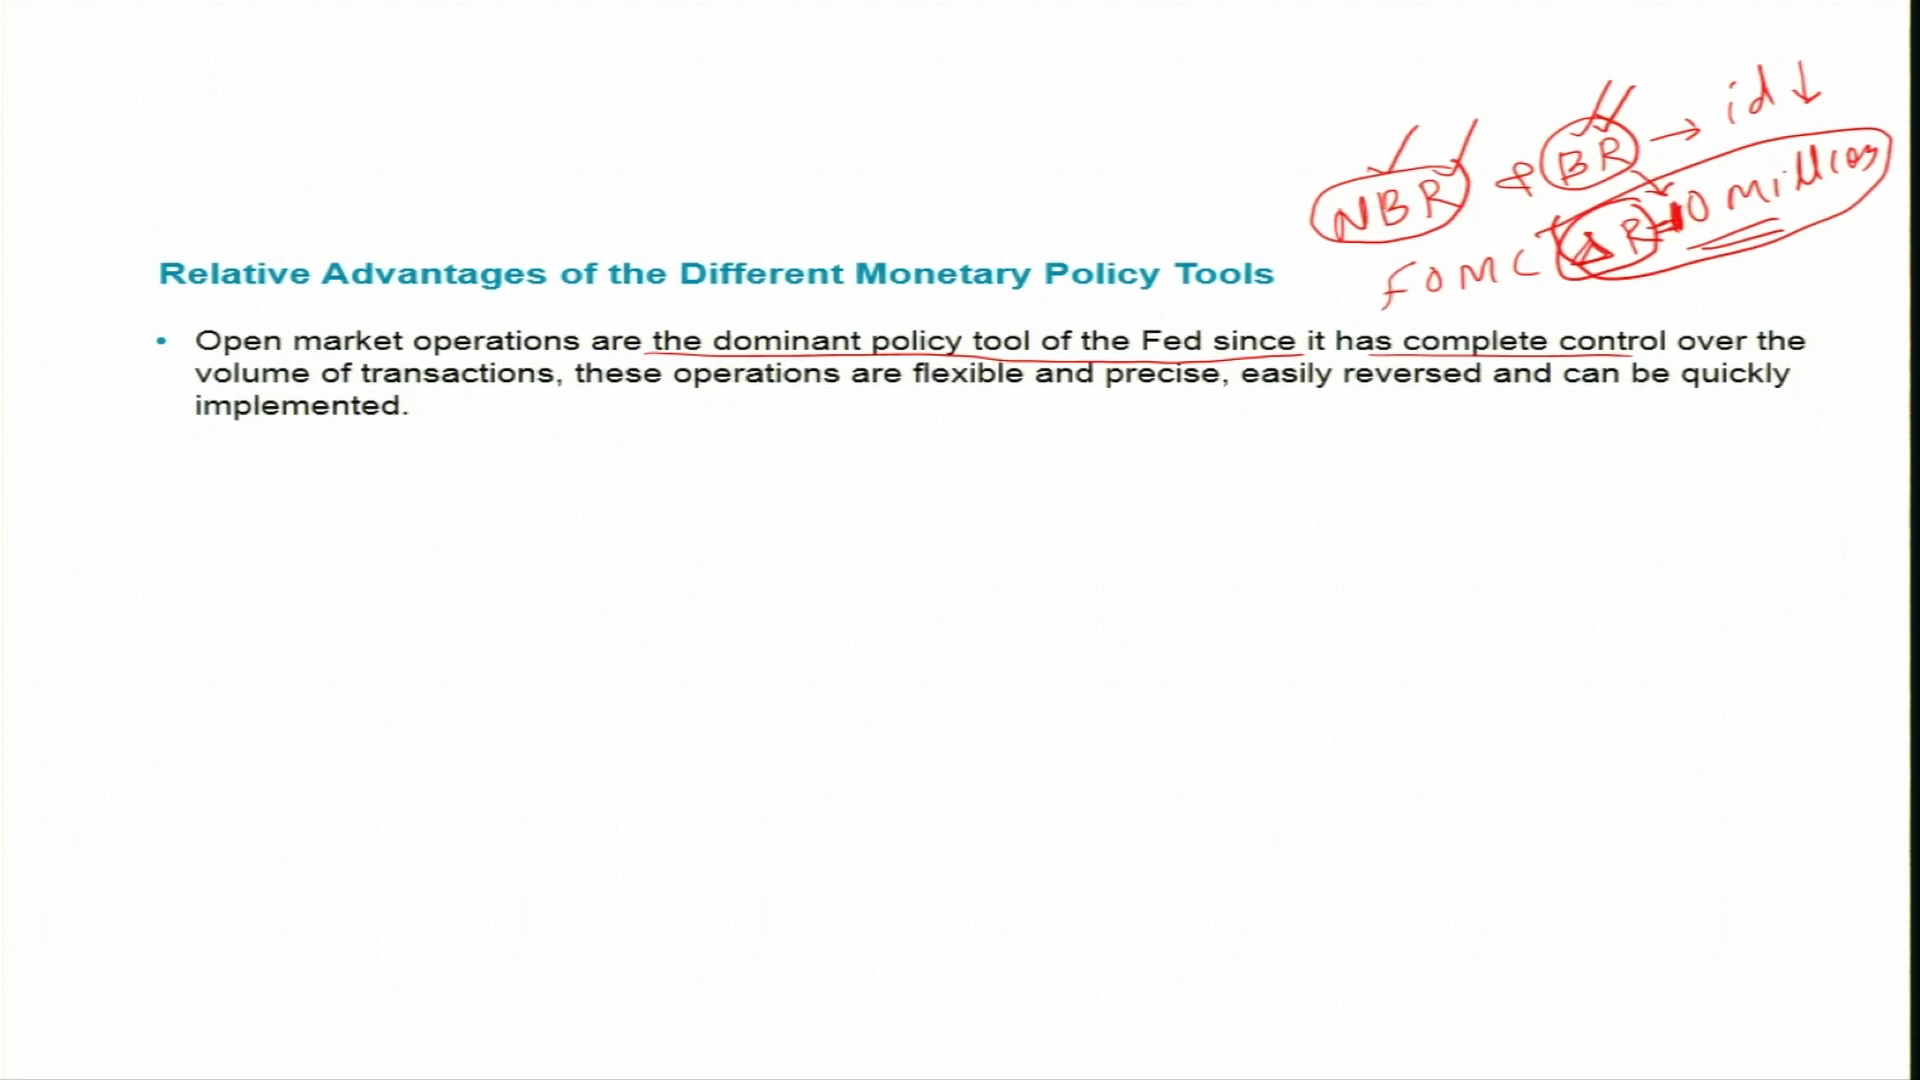 NBR & BR → id ↓
FOMC ΔR = 10 million
Relative Advantages of the Different Monetary Policy Tools
• Open market operations are the dominant policy tool of the Fed since it has complete control over the
volume of transactions, these operations are flexible and precise, easily reversed and can be quickly
implemented.